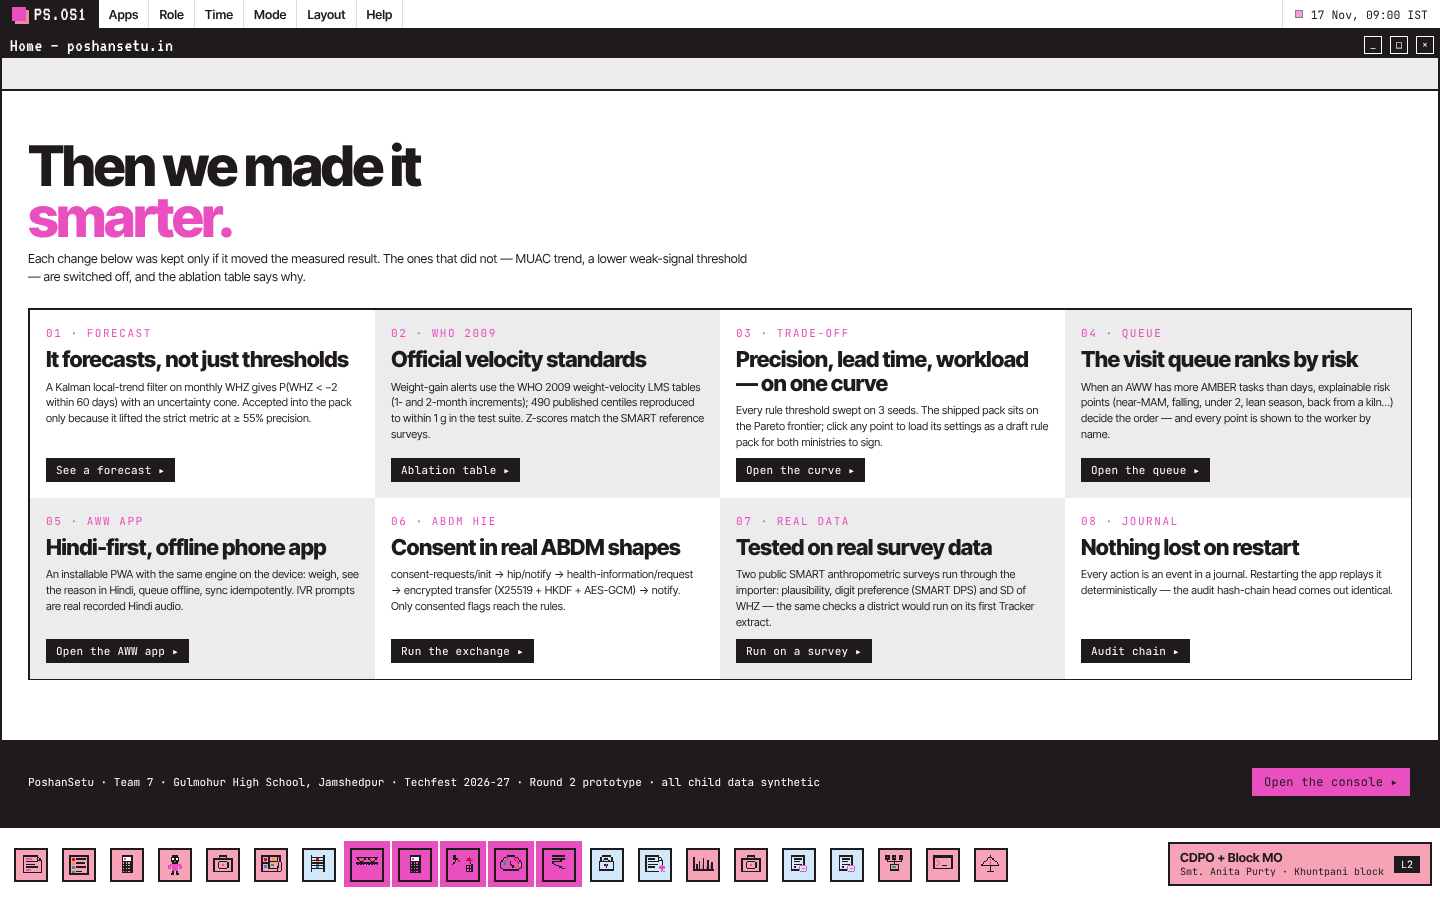 PS.OS1 Apps Role Time Mode Layout Help 17 Nov, 09:00 IST
Home – poshansetu.in
Then we made it
smarter.
Each change below was kept only if it moved the measured result. The ones that did not — MUAC trend, a lower weak-signal threshold
— are switched off, and the ablation table says why.
01 · FORECAST
It forecasts, not just thresholds
A Kalman local-trend filter on monthly WHZ gives P(WHZ < −2
within 60 days) with an uncertainty cone. Accepted into the pack
only because it lifted the strict metric at ≥ 55% precision.
See a forecast ▸
02 · WHO 2009
Official velocity standards
Weight-gain alerts use the WHO 2009 weight-velocity LMS tables
(1- and 2-month increments); 490 published centiles reproduced
to within 1 g in the test suite. Z-scores match the SMART reference
surveys.
Ablation table ▸
03 · TRADE-OFF
Precision, lead time, workload
— on one curve
Every rule threshold swept on 3 seeds. The shipped pack sits on
the Pareto frontier; click any point to load its settings as a draft rule
pack for both ministries to sign.
Open the curve ▸
04 · QUEUE
The visit queue ranks by risk
When an AWW has more AMBER tasks than days, explainable risk
points (near-MAM, falling, under 2, lean season, back from a kiln…)
decide the order — and every point is shown to the worker by
name.
Open the queue ▸
05 · AWW APP
Hindi-first, offline phone app
An installable PWA with the same engine on the device: weigh, see
the reason in Hindi, queue offline, sync idempotently. IVR prompts
are real recorded Hindi audio.
Open the AWW app ▸
06 · ABDM HIE
Consent in real ABDM shapes
consent-requests/init → hip/notify → health-information/request
→ encrypted transfer (X25519 + HKDF + AES-GCM) → notify.
Only consented flags reach the rules.
Run the exchange ▸
07 · REAL DATA
Tested on real survey data
Two public SMART anthropometric surveys run through the
importer: plausibility, digit preference (SMART DPS) and SD of
WHZ — the same checks a district would run on its first Tracker
extract.
Run on a survey ▸
08 · JOURNAL
Nothing lost on restart
Every action is an event in a journal. Restarting the app replays it
deterministically — the audit hash-chain head comes out identical.
Audit chain ▸
PoshanSetu · Team 7 · Gulmohur High School, Jamshedpur · Techfest 2026-27 · Round 2 prototype · all child data synthetic
Open the console ▸
CDPO + Block MO
Smt. Anita Purty · Khuntpani block
L2